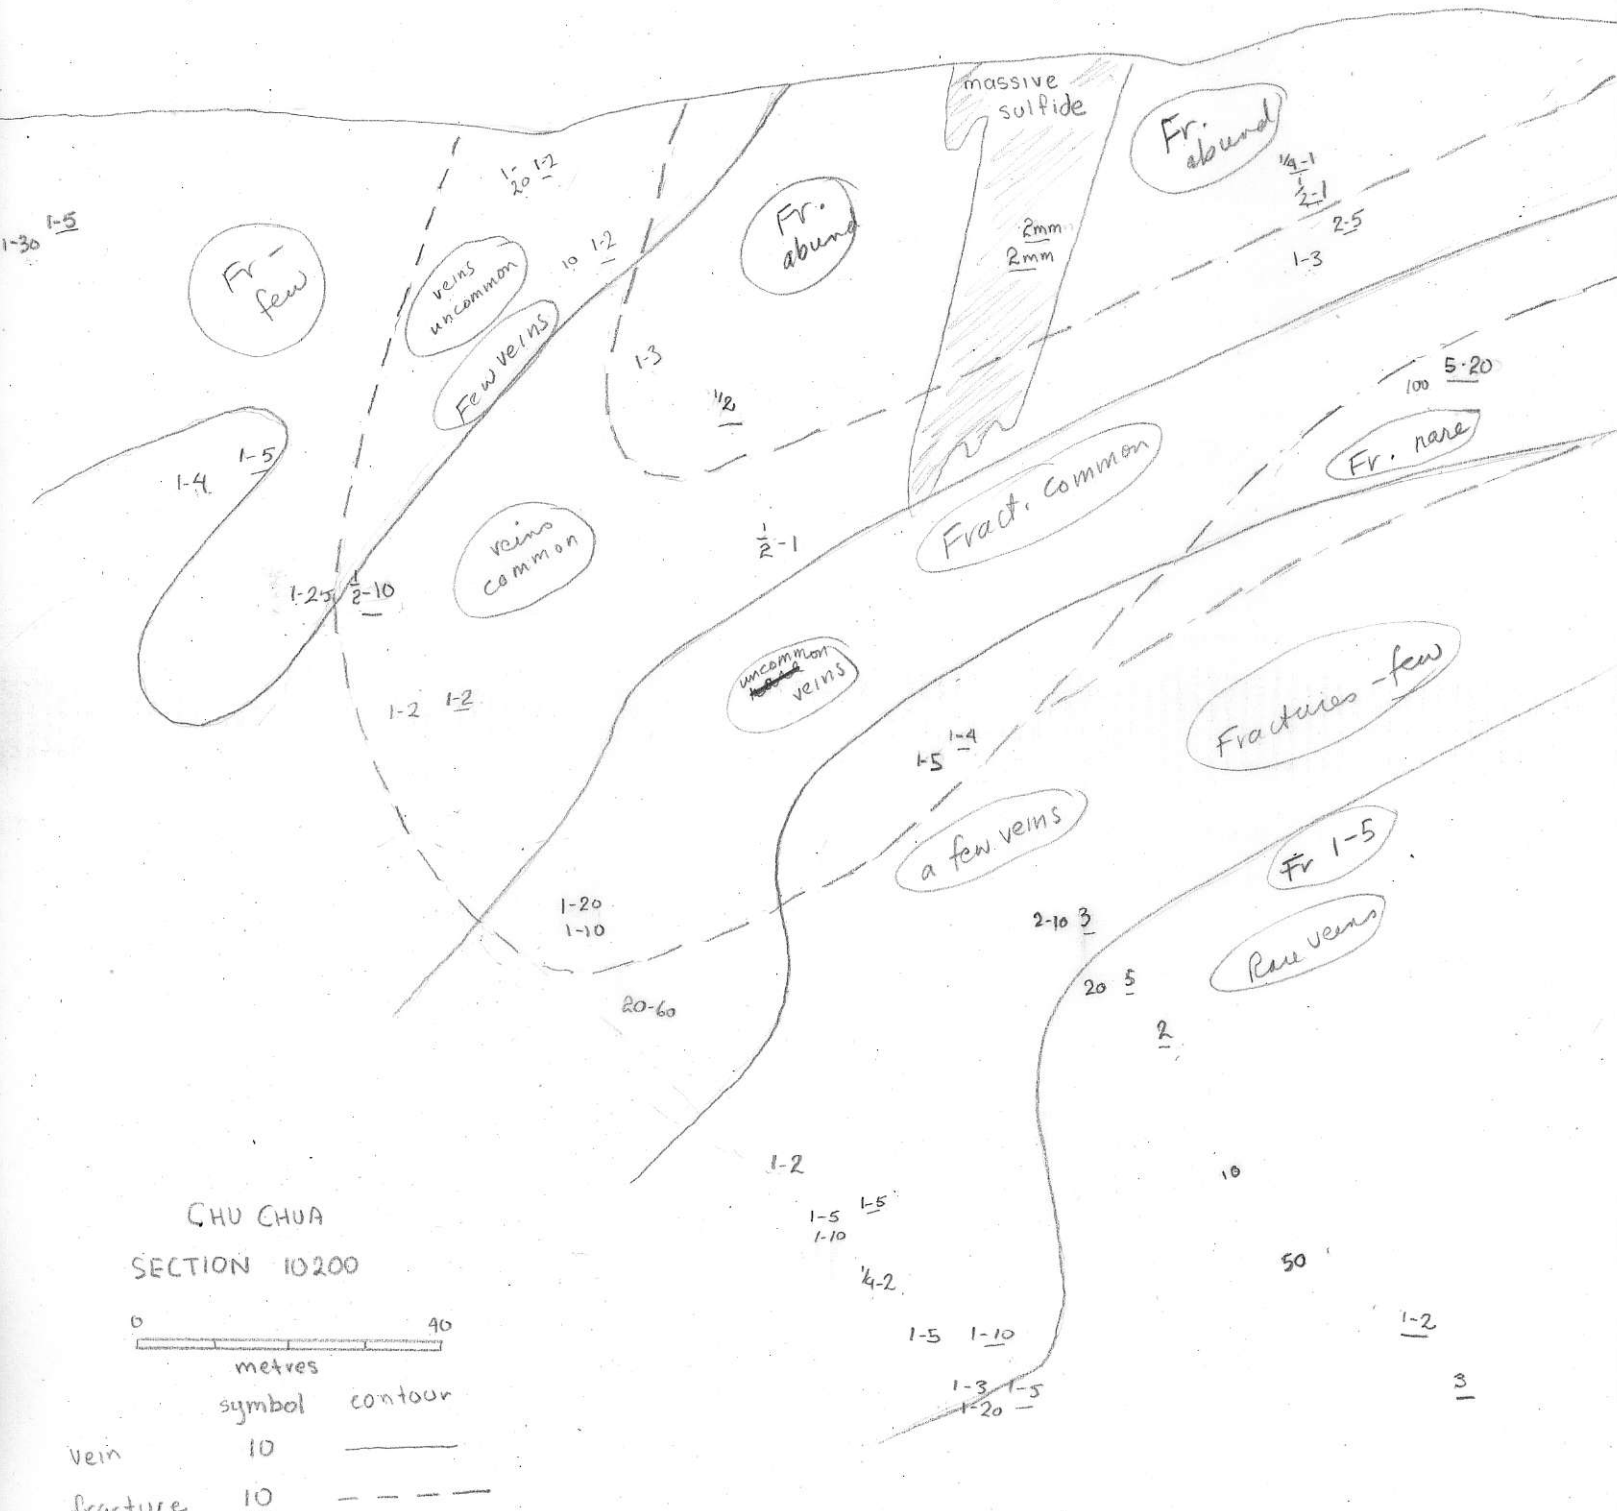 massive
sulfide
Fr.
abund
1/4-1
1/2-1
2-5
1-3
1-
20 1-2
1-30 1-5
Fr -
few
veins
uncommon
10 1-2
Fr.
abund
2mm
2mm
Few veins
1-3
1/2
100 5-20
Fr. rare
1-4 1-5
Fract. common
veins
common
1/2-1
1-25 1/2-10
uncommon
veins
1-2 1-2
Fractures - few
1-5 1-4
a few veins
Fr 1-5
1-20
1-10
2-10 3
Rare veins
20 5
20-60
2
1-2
10
1-5 1-5
1-10
1/4-2
50
1-5 1-10
1-2
1-3 1-5
1-20
3
CHU CHUA
SECTION 10200
0 40
metres
symbol contour
vein 10
fracture 10